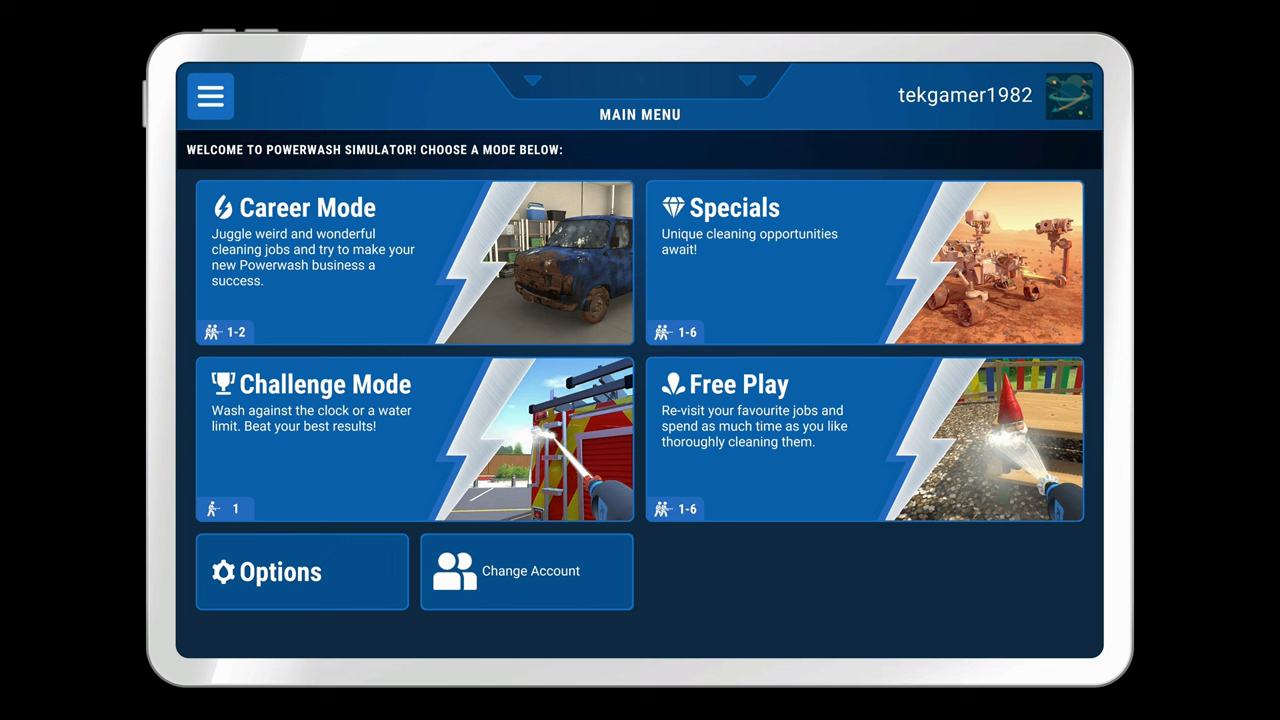 tekgamer1982
MAIN MENU
WELCOME TO POWERWASH SIMULATOR! CHOOSE A MODE BELOW:
Career Mode
Juggle weird and wonderful
cleaning jobs and try to make your
new Powerwash business a
success.
1-2
Specials
Unique cleaning opportunities
await!
1-6
Challenge Mode
Wash against the clock or a water
limit. Beat your best results!
1
Free Play
Re-visit your favourite jobs and
spend as much time as you like
thoroughly cleaning them.
1-6
Options
Change Account